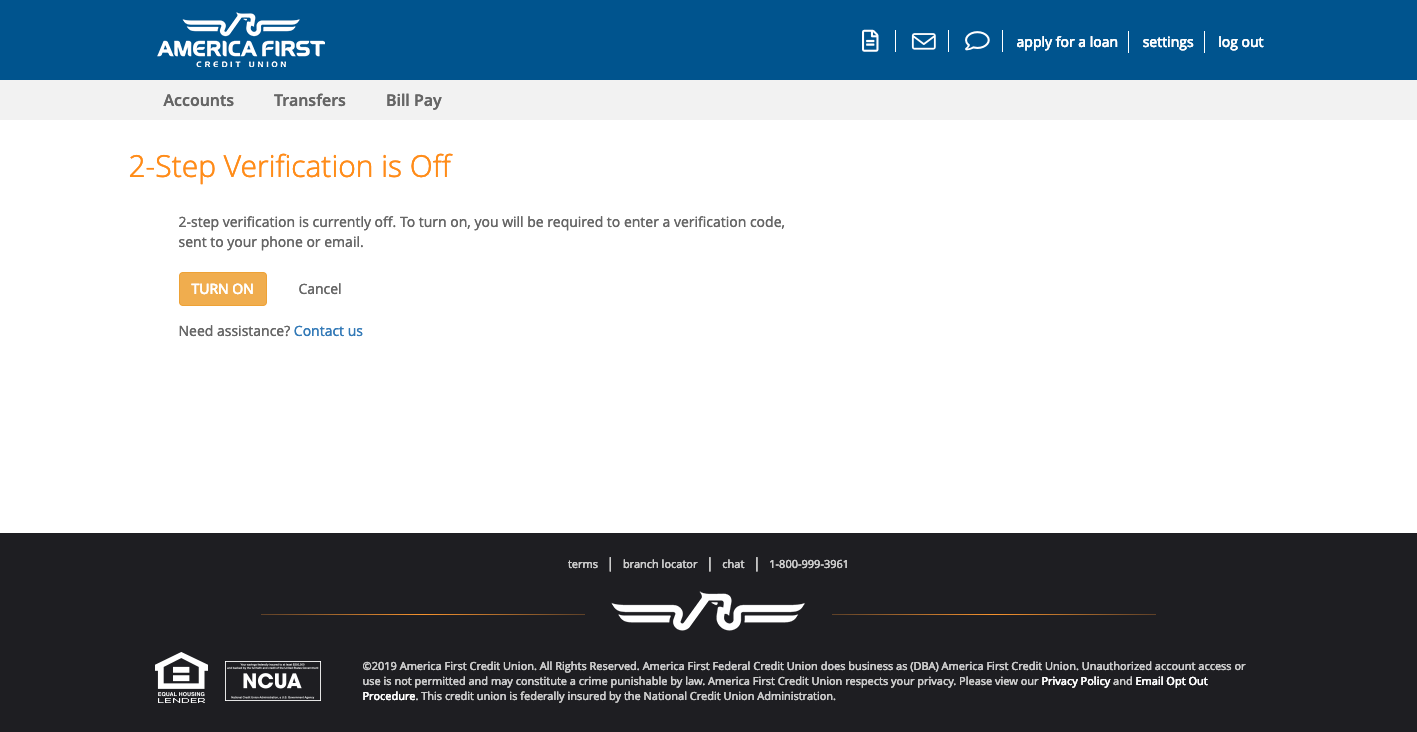 AMERICA FIRST
CREDIT UNION
apply for a loan
settings
log out
Accounts
Transfers
Bill Pay
2-Step Verification is Off
2-step verification is currently off. To turn on, you will be required to enter a verification code,
sent to your phone or email.
TURN ON
Cancel
Need assistance? Contact us
terms
branch locator
chat
1-800-999-3961
EQUAL HOUSING
LENDER
NCUA
©2019 America First Credit Union. All Rights Reserved. America First Federal Credit Union does business as (DBA) America First Credit Union. Unauthorized account access or
use is not permitted and may constitute a crime punishable by law. America First Credit Union respects your privacy. Please view our Privacy Policy and Email Opt Out
Procedure. This credit union is federally insured by the National Credit Union Administration.